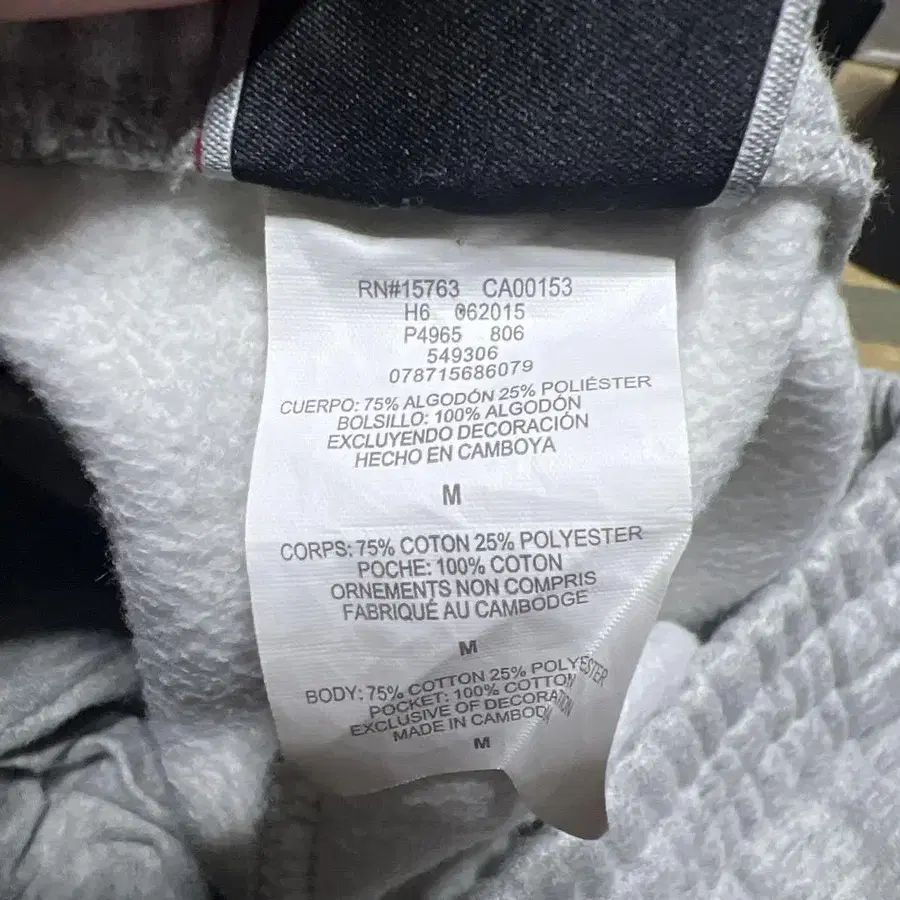 RN#15763 CA00153
H6 062015
P4965 806
549306
078715686079
CUERPO: 75% ALGODÓN 25% POLIÉSTER
BOLSILLO: 100% ALGODÓN
EXCLUYENDO DECORACIÓN
HECHO EN CAMBOYA
M
CORPS: 75% COTON 25% POLYESTER
POCHE: 100% COTON
ORNEMENTS NON COMPRIS
FABRIQUÉ AU CAMBODGE
M
BODY: 75% COTTON 25% POLYESTER
POCKET: 100% COTTON
EXCLUSIVE OF DECORATION
MADE IN CAMBODIA
M